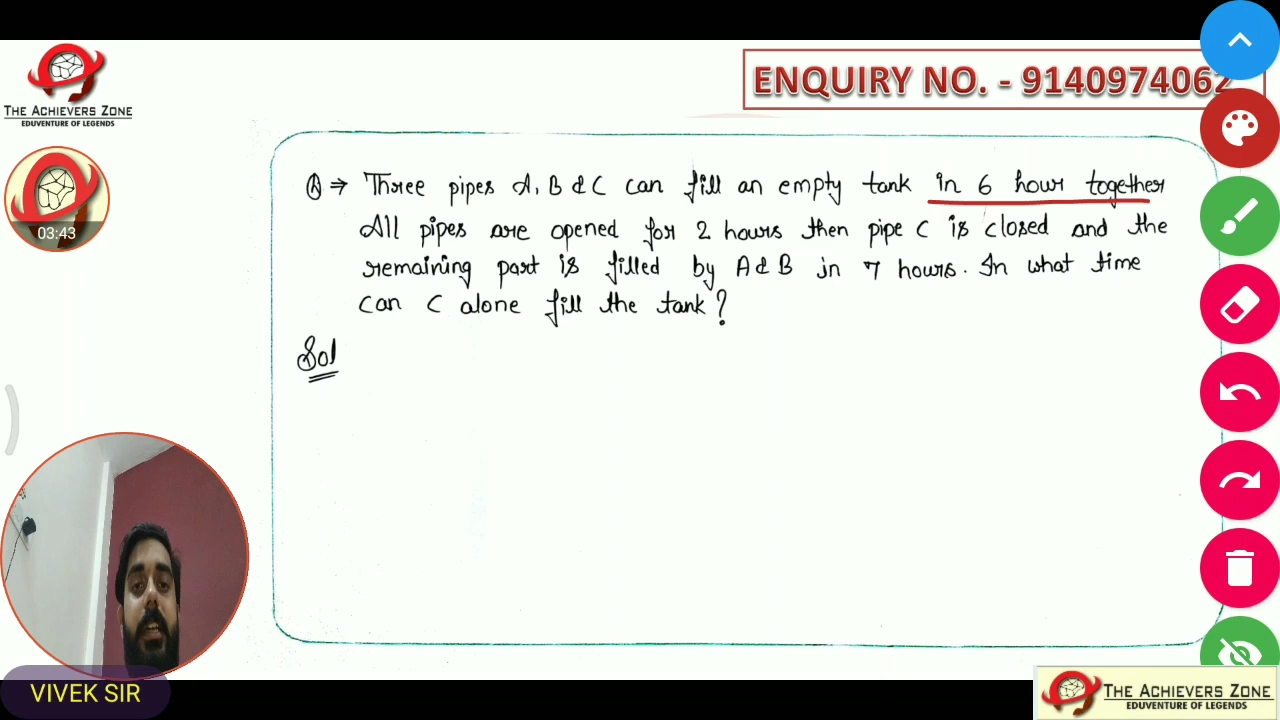 THE ACHIEVERS ZONE
EDUVENTURE OF LEGENDS
ENQUIRY NO. - 9140974062
03:43
Q → Three pipes A, B & C can fill an empty tank in 6 hour together
All pipes are opened for 2 hours then pipe C is closed and the
remaining part is filled by A & B in 7 hours. In what time
can C alone fill the tank?
Sol
VIVEK SIR
THE ACHIEVERS ZONE
EDUVENTURE OF LEGENDS